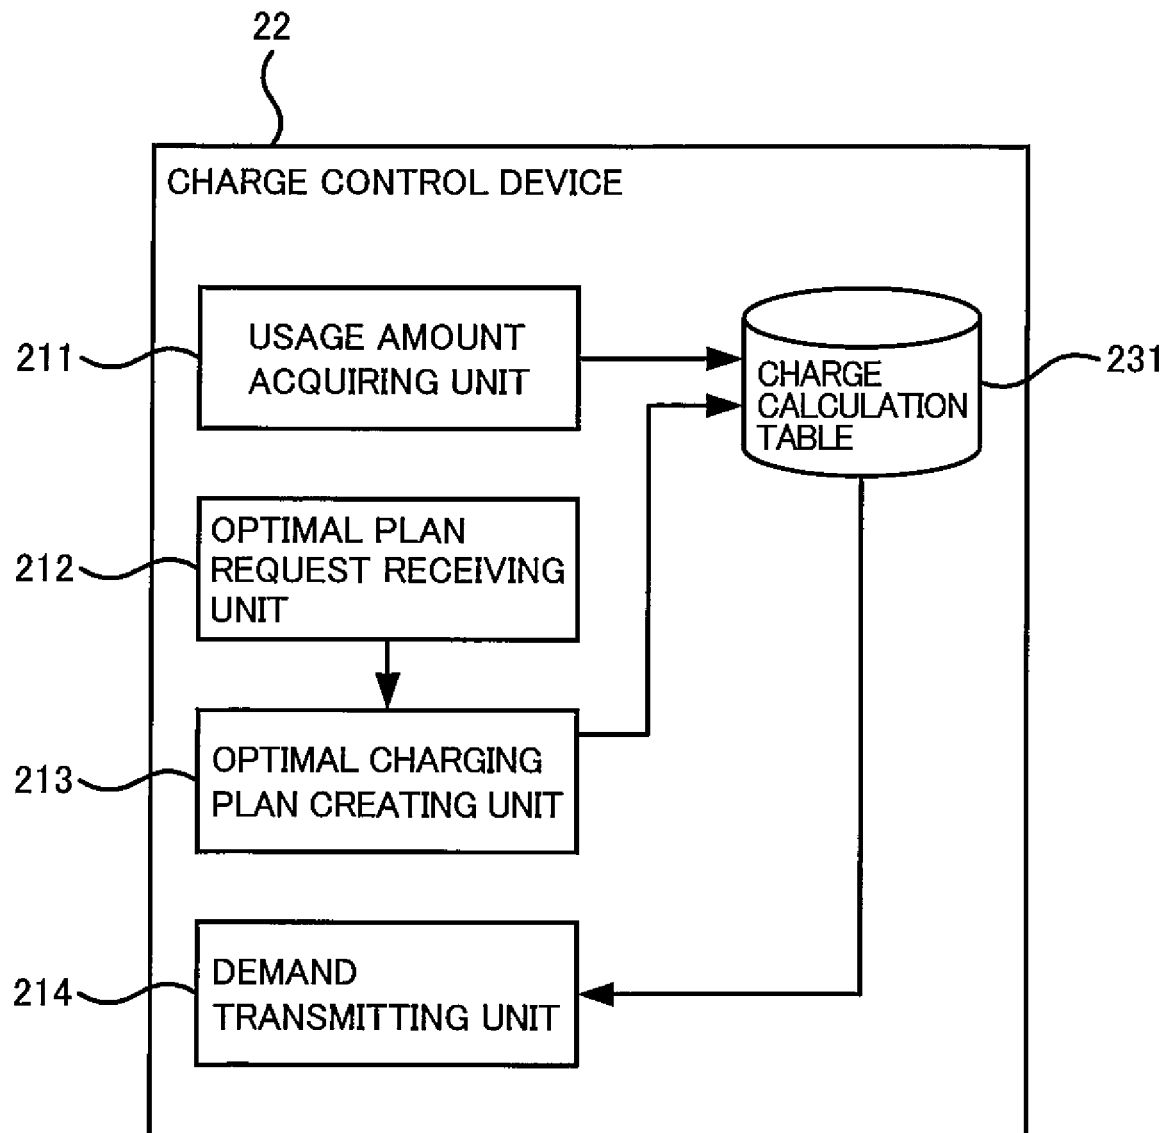 22
CHARGE CONTROL DEVICE
211
USAGE AMOUNT
ACQUIRING UNIT
CHARGE
CALCULATION
TABLE
231
212
OPTIMAL PLAN
REQUEST RECEIVING
UNIT
213
OPTIMAL CHARGING
PLAN CREATING UNIT
214
DEMAND
TRANSMITTING UNIT